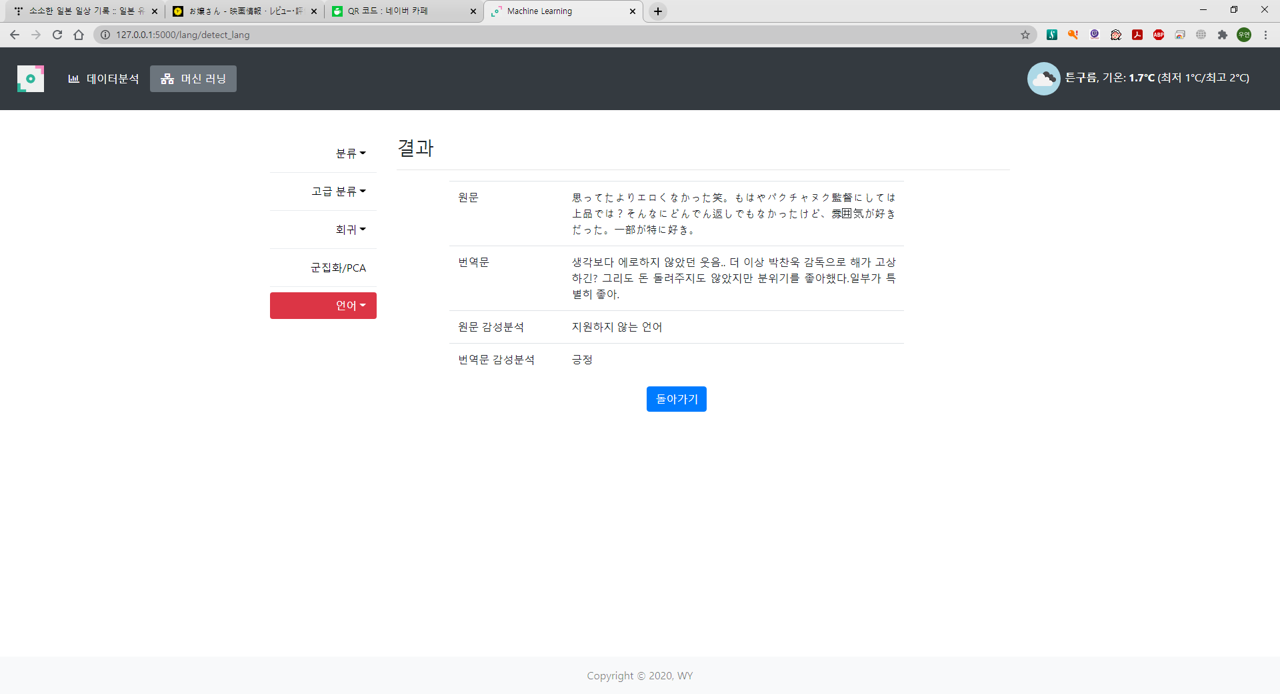 소소한 일본 일상 기록 :: 일본 유
お嬢さん - 映画情報・レビュー・評
QR 코드 : 네이버 카페
Machine Learning
127.0.0.1:5000/lang/detect_lang
ABP
우연
데이터분석
머신 러닝
튼구름, 기온: 1.7°C (최저 1°C/최고 2°C)
분류
고급 분류
회귀
군집화/PCA
언어
결과
원문
思ってたよりエロくなかった笑。もはやパクチャヌク監督にしては
上品では？そんなにどんでん返しでもなかったけど、雰囲気が好き
だった。一部が特に好き。
번역문
생각보다 에로하지 않았던 웃음.. 더 이상 박찬욱 감독으로 해가 고상
하긴? 그리도 돈 돌려주지도 않았지만 분위기를 좋아했다.일부가 특
별히 좋아.
원문 감성분석
지원하지 않는 언어
번역문 감성분석
긍정
돌아가기
Copyright © 2020, WY